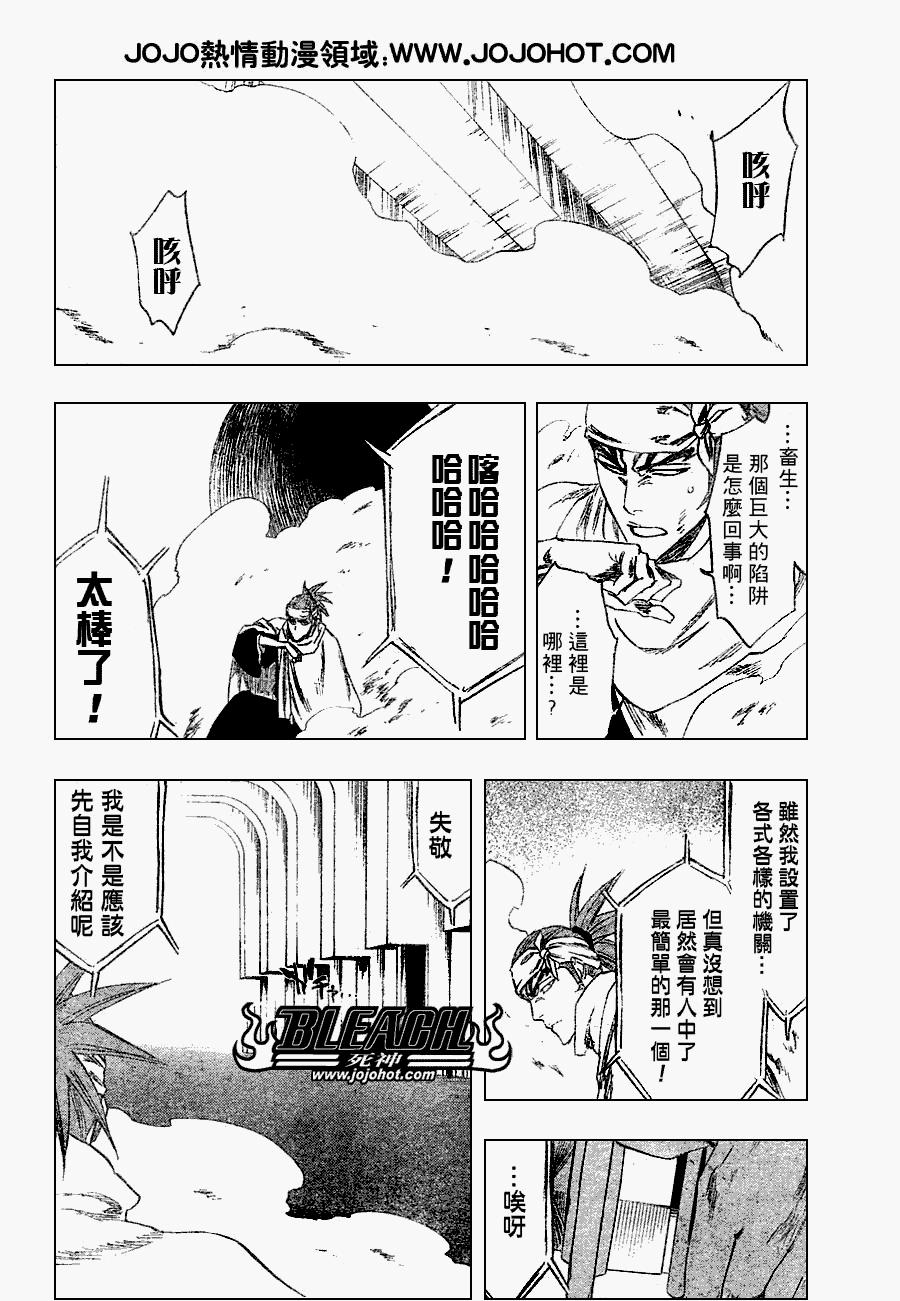 JOJO熱情動漫領域:WWW.JOJOHOT.COM
咳呼
咳呼
…畜生…
那個巨大的陷阱
是怎麼回事啊…
…這裡是
哪裡…?
喀哈哈哈哈哈哈
哈哈哈哈!
太棒了!
雖然我設置了
各式各樣的機關…
但真沒想到
居然會有人中了
最簡單的那一個!
…唉呀
失敬
我是不是應該
先自我介紹呢
BLEACH
死神
www.jojohot.com